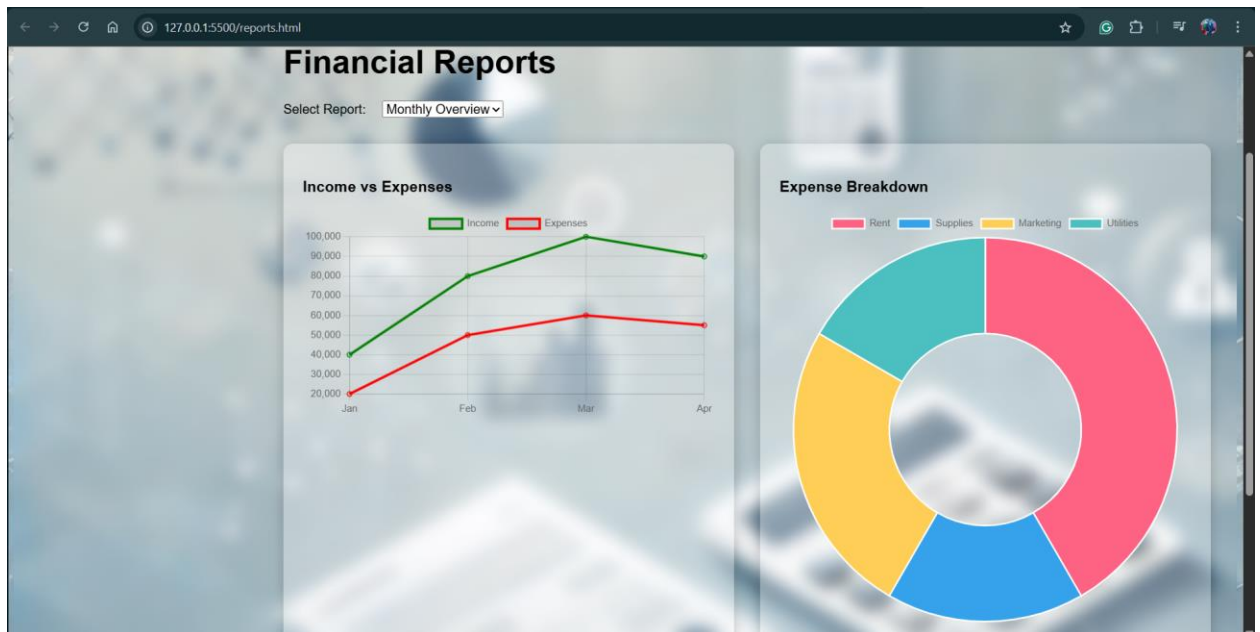 127.0.0.1:5500/reports.html
Financial Reports
Select Report: Monthly Overview
Income vs Expenses
Income Expenses
100,000
90,000
80,000
70,000
60,000
50,000
40,000
30,000
20,000
Jan Feb Mar Apr
Expense Breakdown
Rent Supplies Marketing Utilities